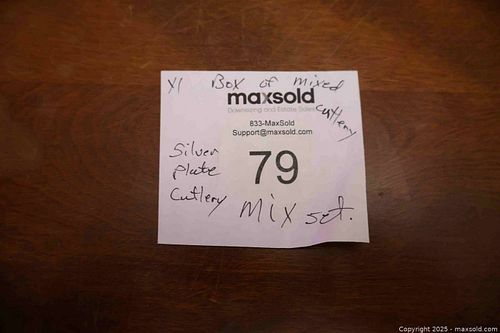 X1 Box of mixed cutlery
maxsold
Downsizing and Estate Sales
833-MaxSold
Support@maxsold.com
79
Silver
plate
Cutlery
Mix set.
Copyright 2025 - maxsold.com